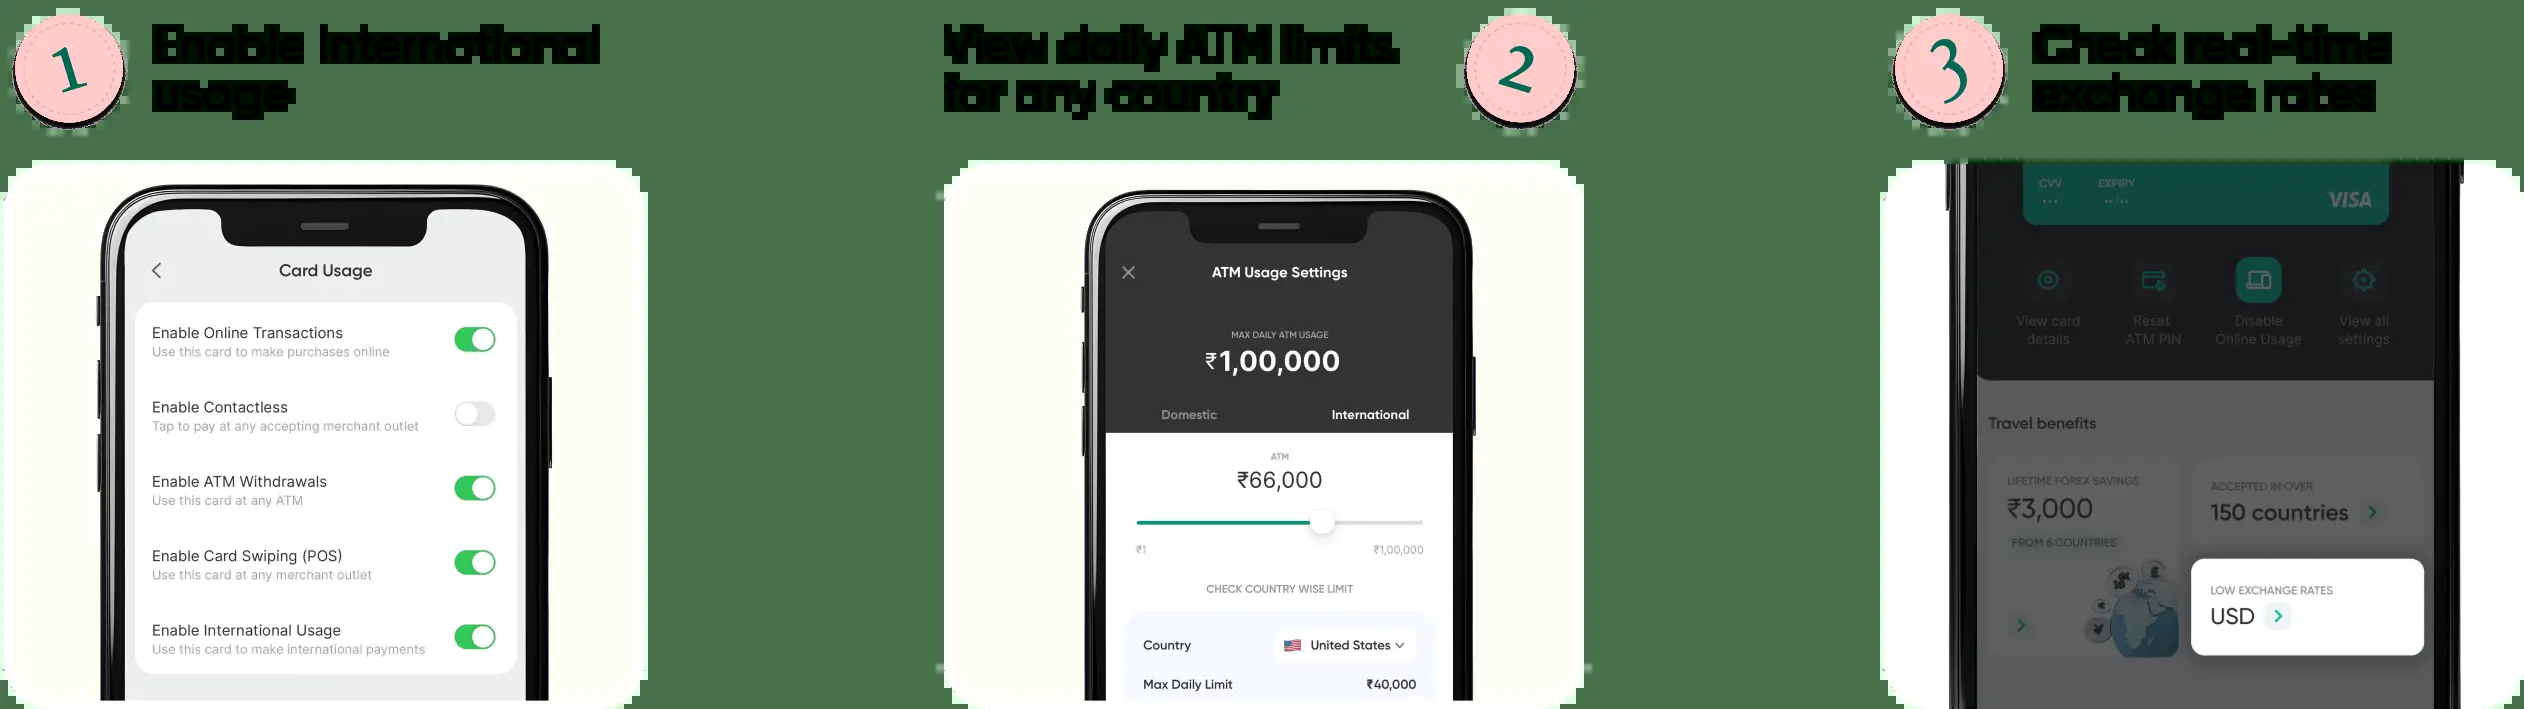 1
Enable International
usage
Card Usage
Enable Online Transactions
Use this card to make purchases online
Enable Contactless
Tap to pay at any accepting merchant outlet
Enable ATM Withdrawals
Use this card at any ATM
Enable Card Swiping (POS)
Use this card at any merchant outlet
Enable International Usage
Use this card to make international payments
View daily ATM limits
for any country
2
ATM Usage Settings
MAX DAILY ATM USAGE
₹1,00,000
Domestic International
ATM
₹66,000
₹1 ₹1,00,000
CHECK COUNTRY WISE LIMIT
Country United States
Max Daily Limit ₹40,000
3
Check real-time
exchange rates
CVV EXPIRY
VISA
View card
details
Reset
ATM PIN
Disable
Online Usage
View all
settings
Travel benefits
LIFETIME FOREX SAVINGS
₹3,000
FROM 6 COUNTRIES
ACCEPTED IN OVER
150 countries
LOW EXCHANGE RATES
USD